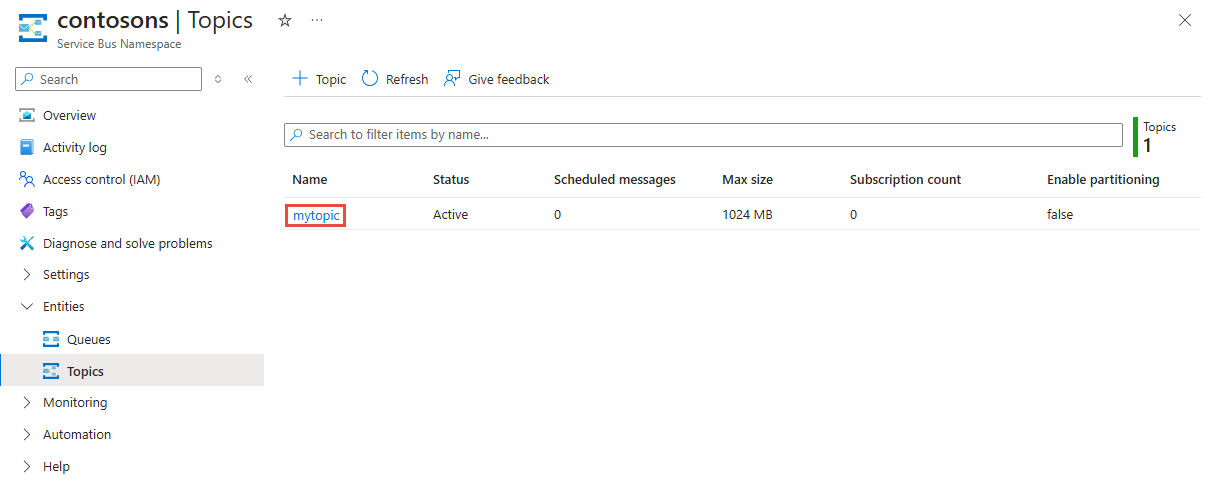 contosons | Topics
Service Bus Namespace
Search
Overview
Activity log
Access control (IAM)
Tags
Diagnose and solve problems
Settings
Entities
Queues
Topics
Monitoring
Automation
Help
Topic Refresh Give feedback
Search to filter items by name...
Topics
1
Name Status Scheduled messages Max size Subscription count Enable partitioning
mytopic Active 0 1024 MB 0 false